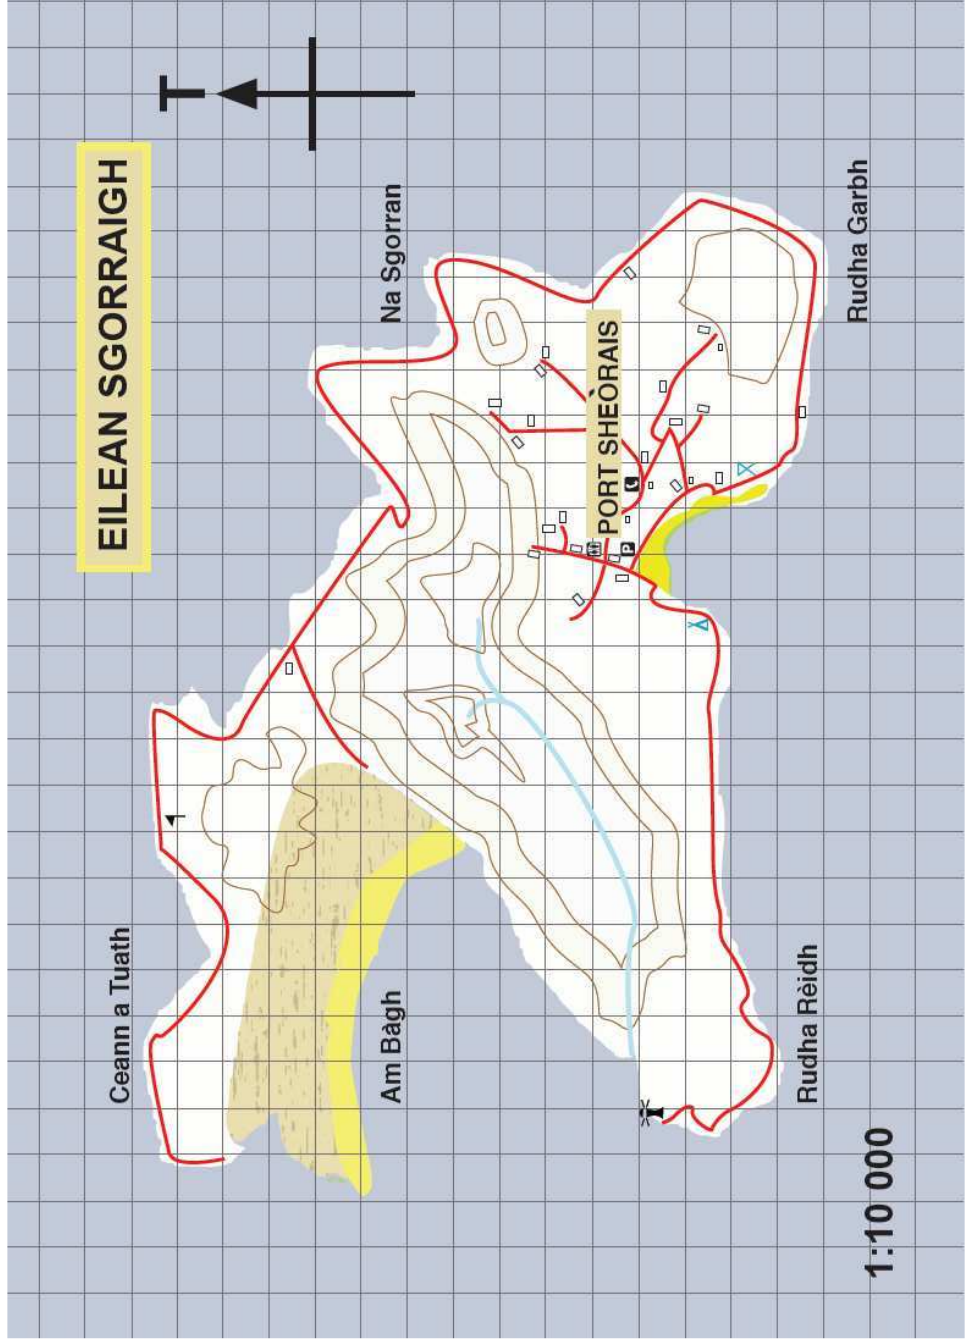 EILEAN SGORRAIGH
T
Ceann a Tuath
Na Sgorran
Am Bàgh
PORT SHEÒRAIS
P
Rudha Rèidh
Rudha Garbh
1:10 000